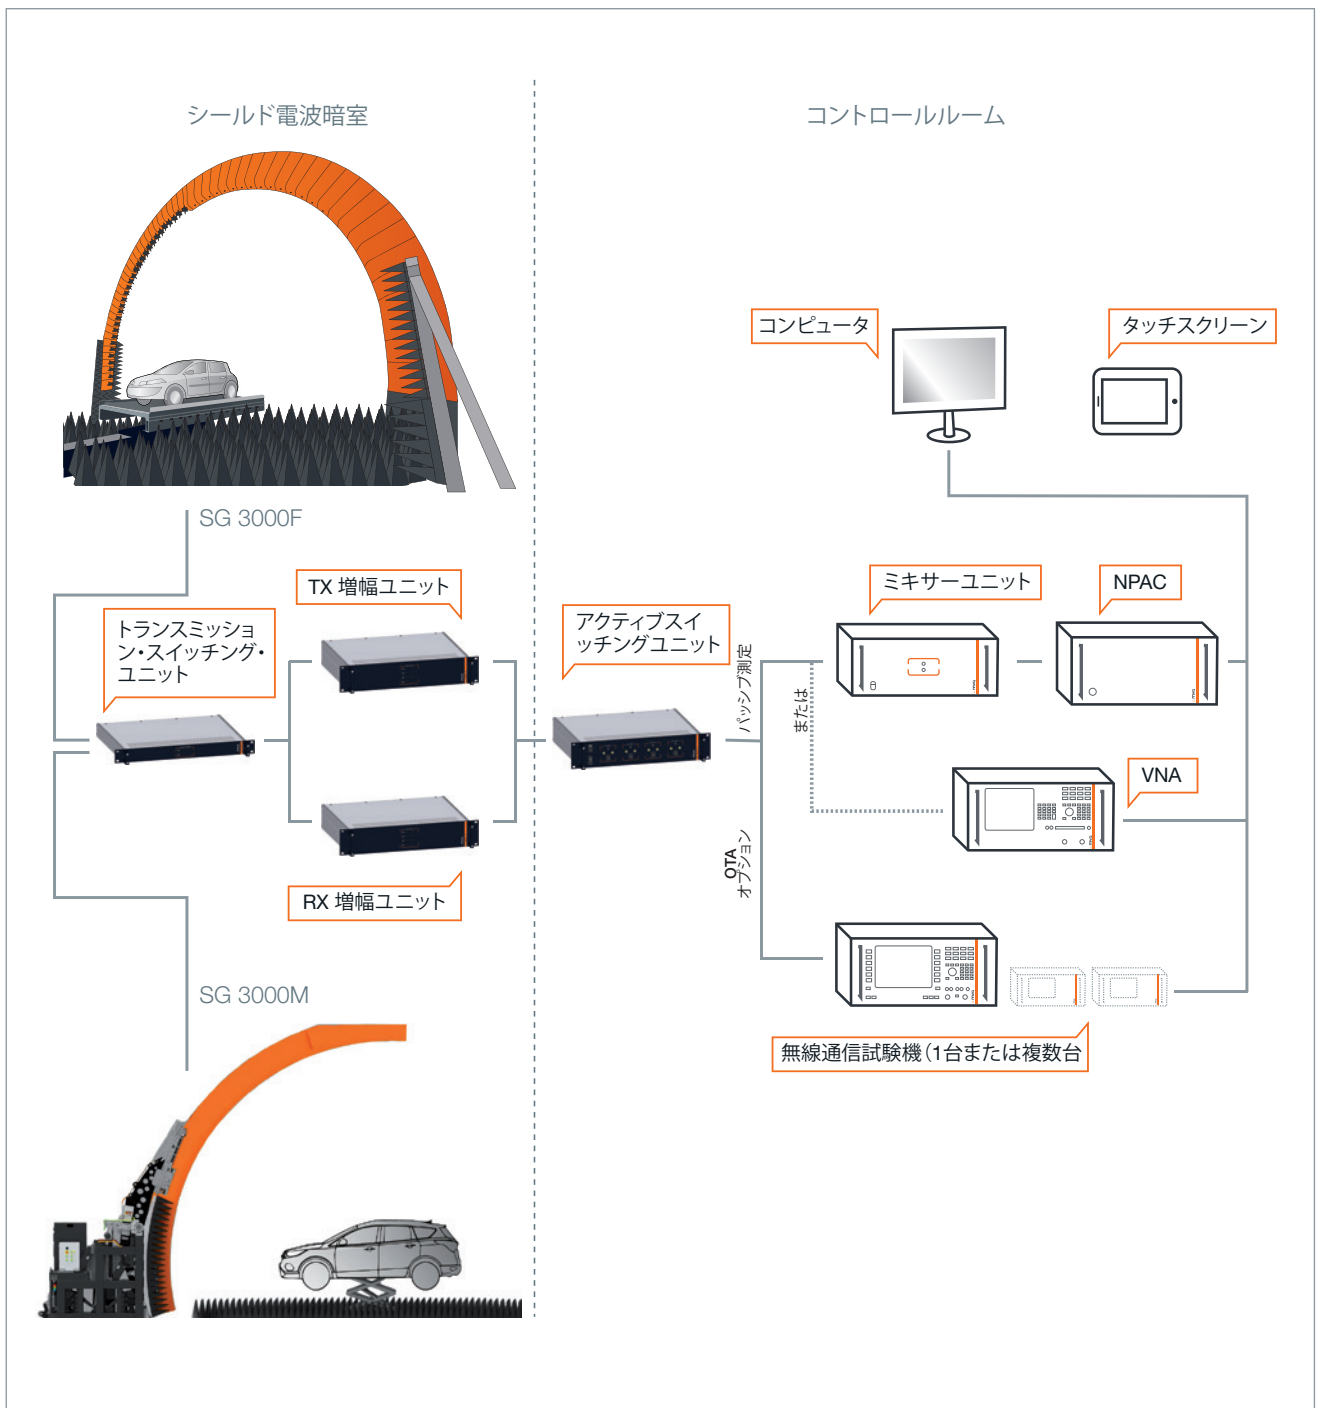 シールド電波暗室
コントロールルーム
コンピュータ
タッチスクリーン
SG 3000F
TX 増幅ユニット
トランスミッショ
ン・スイッチング・
ユニット
アクティブスイ
ッチングユニット
ミキサーユニット
NPAC
パッシブ測定
または
VNA
OTA
オプション
RX 増幅ユニット
SG 3000M
無線通信試験機（1台または複数台